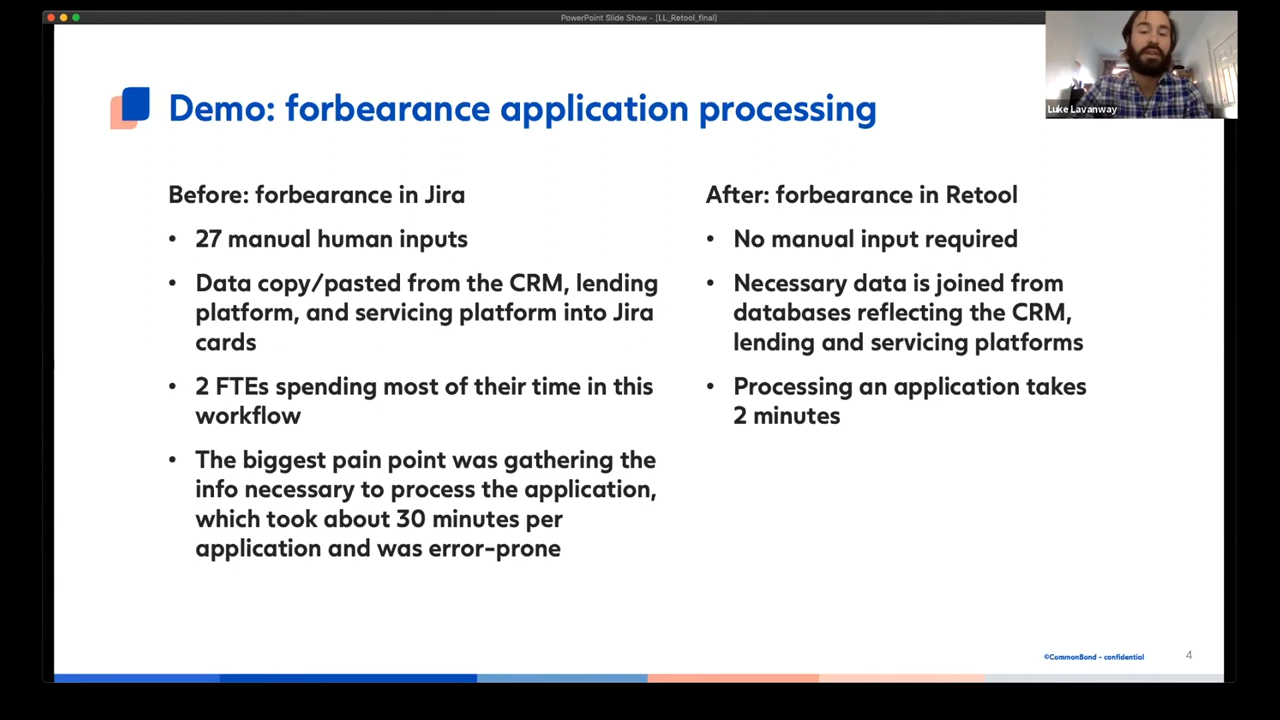 PowerPoint Slide Show - [LL_Retool_final]
Luke Lavanway
Demo: forbearance application processing
Before: forbearance in Jira
• 27 manual human inputs
• Data copy/pasted from the CRM, lending
platform, and servicing platform into Jira
cards
• 2 FTEs spending most of their time in this
workflow
• The biggest pain point was gathering the
info necessary to process the application,
which took about 30 minutes per
application and was error-prone
After: forbearance in Retool
• No manual input required
• Necessary data is joined from
databases reflecting the CRM,
lending and servicing platforms
• Processing an application takes
2 minutes
©CommonBond - confidential
4